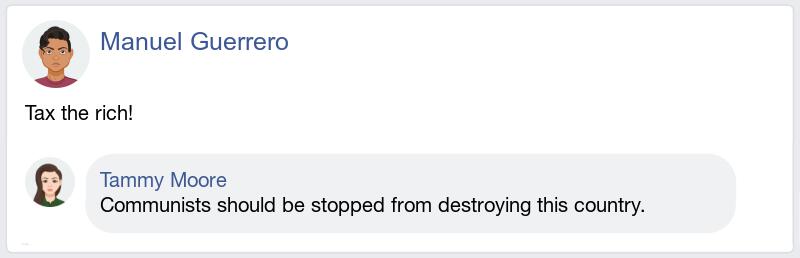 Manuel Guerrero
Tax the rich!
Tammy Moore
Communists should be stopped from destroying this country.